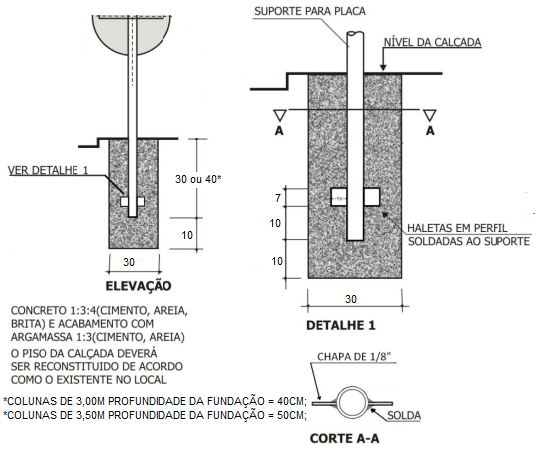 SUPORTE PARA PLACA
NÍVEL DA CALÇADA
A
A
VER DETALHE 1
30 ou 40*
10
30
ELEVAÇÃO
7
10
10
HALETAS EM PERFIL
SOLDADAS AO SUPORTE
30
DETALHE 1
CONCRETO 1:3:4(CIMENTO, AREIA,
BRITA) E ACABAMENTO COM
ARGAMASSA 1:3(CIMENTO, AREIA)
O PISO DA CALÇADA DEVERÁ
SER RECONSTITUIDO DE ACORDO
COMO O EXISTENTE NO LOCAL
*COLUNAS DE 3,00M PROFUNDIDADE DA FUNDAÇÃO = 40CM;
*COLUNAS DE 3,50M PROFUNDIDADE DA FUNDAÇÃO = 50CM;
CHAPA DE 1/8"
SOLDA
CORTE A-A